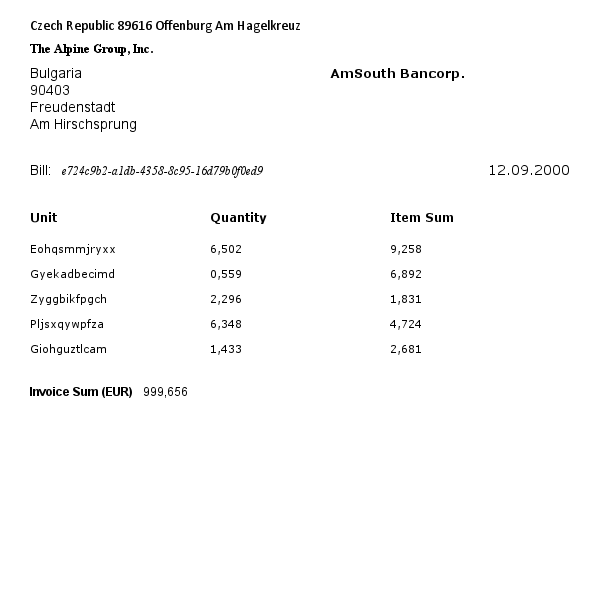 Czech Republic 89616 Offenburg Am Hagelkreuz
The Alpine Group, Inc.
Bulgaria AmSouth Bancorp.
90403
Freudenstadt
Am Hirschsprung
Bill: e724c9b2-a1db-4358-8c95-16d79b0f0ed9 12.09.2000
Unit Quantity Item Sum
Eohqsmmjryxx 6,502 9,258
Gyekadbecimd 0,559 6,892
Zyggbikfpgch 2,296 1,831
Pljsxqywpfza 6,348 4,724
Giohguztlcam 1,433 2,681
Invoice Sum (EUR) 999,656